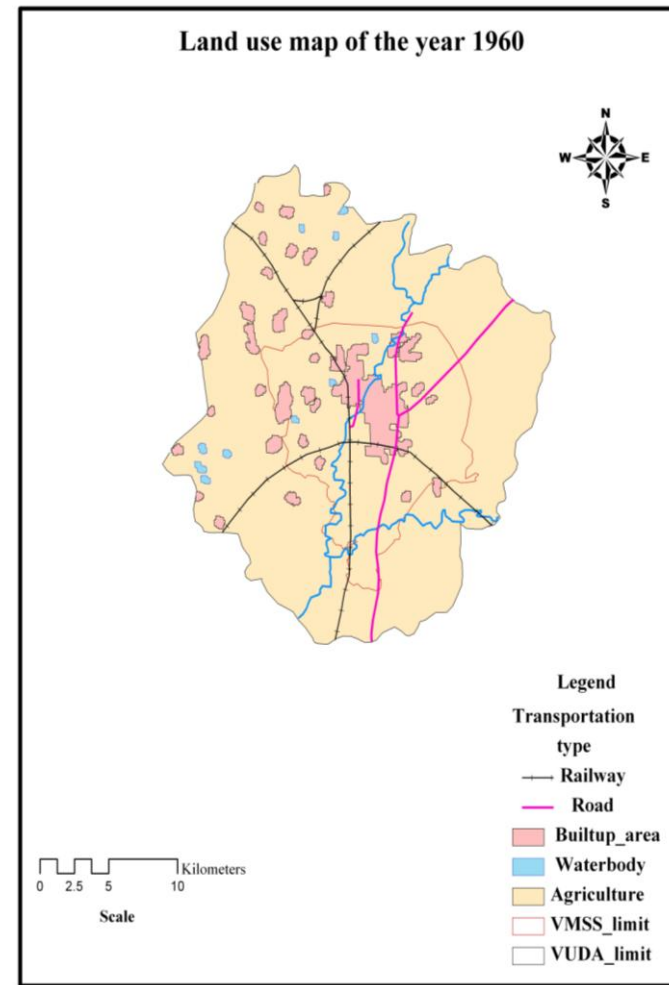 Land use map of the year 1960
N
W E
S
Legend
Transportation
type
Railway
Road
Builtup_area
Waterbody
Agriculture
VMSS_limit
VUDA_limit
Kilometers
0 2.5 5 10
Scale